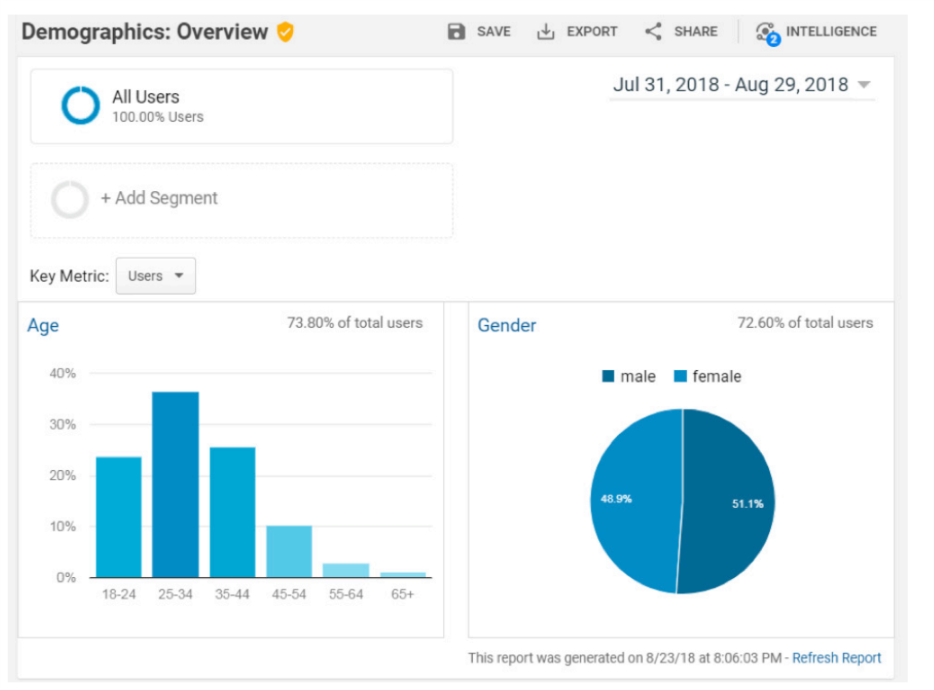 Demographics: Overview
SAVE
EXPORT
SHARE
2
INTELLIGENCE
All Users
100.00% Users
Jul 31, 2018 - Aug 29, 2018
+ Add Segment
Key Metric:
Users
Age
73.80% of total users
40%
30%
20%
10%
0%
18-24
25-34
35-44
45-54
55-64
65+
Gender
72.60% of total users
male
female
48.9%
51.1%
This report was generated on 8/23/18 at 8:06:03 PM - Refresh Report